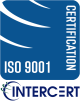 ISO 9001
CERTIFICATION
INTERCERT